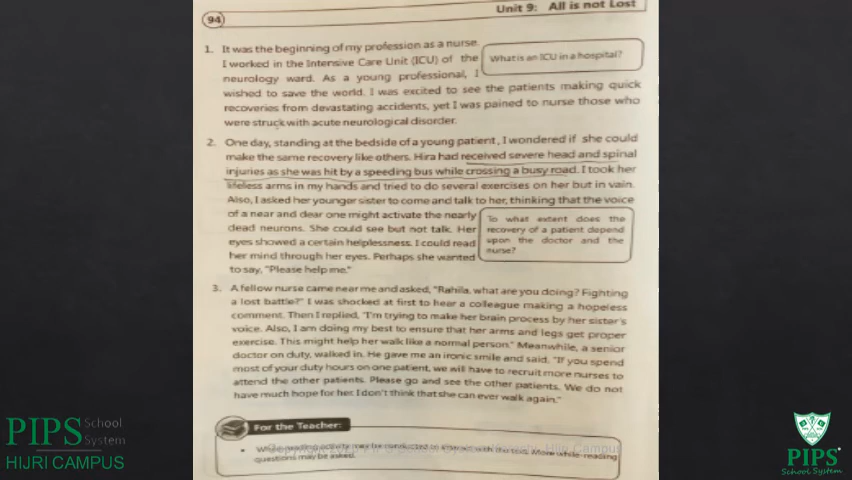 94
Unit 9: All is not Lost
1. It was the beginning of my profession as a nurse.
I worked in the Intensive Care Unit (ICU) of the
neurology ward. As a young professional, I
What is an ICU in a hospital?
wished to save the world. I was excited to see the patients making quick
recoveries from devastating accidents, yet I was pained to nurse those who
were struck with acute neurological disorder.
2. One day, standing at the bedside of a young patient, I wondered if she could
make the same recovery like others. Hira had received severe head and spinal
injuries as she was hit by a speeding bus while crossing a busy road. I took her
lifeless arms in my hands and tried to do several exercises on her but in vain.
Also, I asked her younger sister to come and talk to her, thinking that the voice
of a near and dear one might activate the nearly
dead neurons. She could see but not talk. Her
eyes showed a certain helplessness. I could read
her mind through her eyes. Perhaps she wanted
to say, "Please help me."
To what extent does the
recovery of a patient depend
upon the doctor and the
nurse?
3. A fellow nurse came near me and asked, "Rahila, what are you doing? Fighting
a lost battle?" I was shocked at first to hear a colleague making a hopeless
comment. Then I replied, "I'm trying to make her brain process by her sister's
voice. Also, I am doing my best to ensure that her arms and legs get proper
exercise. This might help her walk like a normal person." Meanwhile, a senior
doctor on duty, walked in. He gave me an ironic smile and said, "If you spend
most of your duty hours on one patient, we will have to recruit more nurses to
attend the other patients. Please go and see the other patients. We do not
have much hope for her. I don't think that she can ever walk again."
For the Teacher:
• While-reading activity may be conducted to with the text. More while-reading
questions may be asked.
Hijri Campus
PIPS School System
HIJRI CAMPUS
PIPS
School System